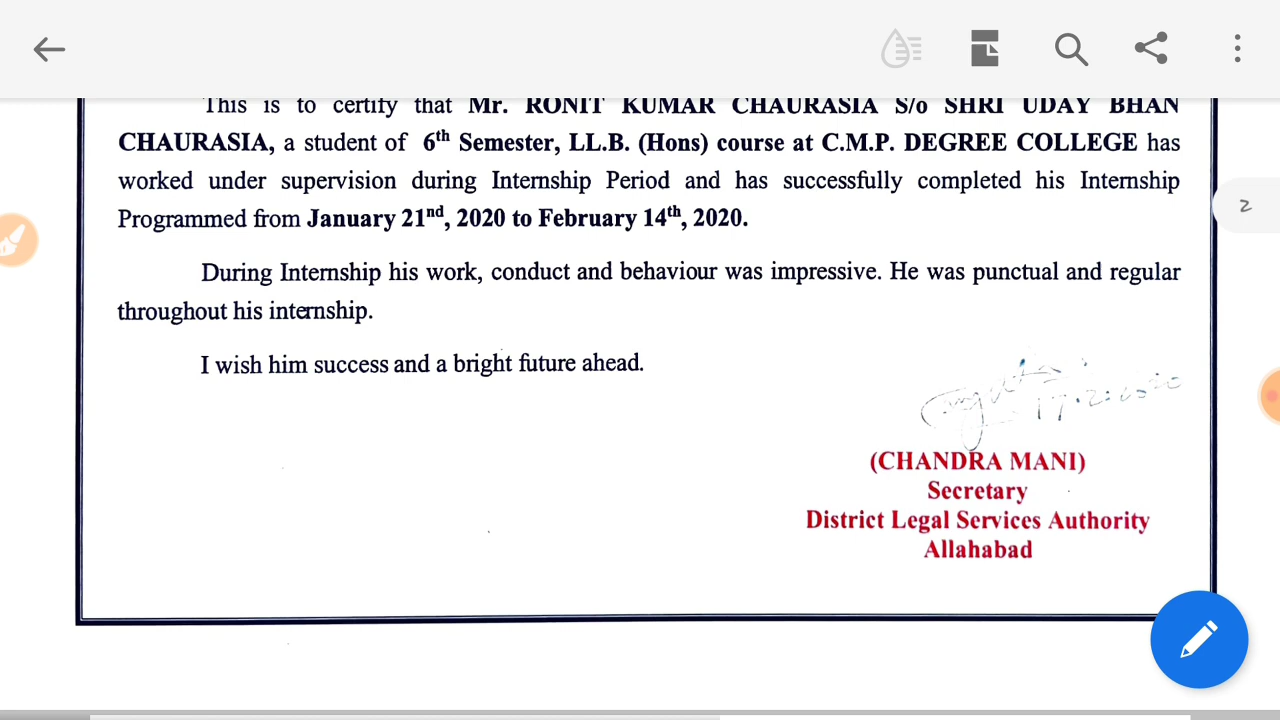 This is to certify that Mr. RONIT KUMAR CHAURASIA S/o SHRI UDAY BHAN
CHAURASIA, a student of 6th Semester, LL.B. (Hons) course at C.M.P. DEGREE COLLEGE has
worked under supervision during Internship Period and has successfully completed his Internship
Programmed from January 21nd, 2020 to February 14th, 2020.
2
During Internship his work, conduct and behaviour was impressive. He was punctual and regular
throughout his internship.
I wish him success and a bright future ahead.
17.2.2020
(CHANDRA MANI)
Secretary
District Legal Services Authority
Allahabad